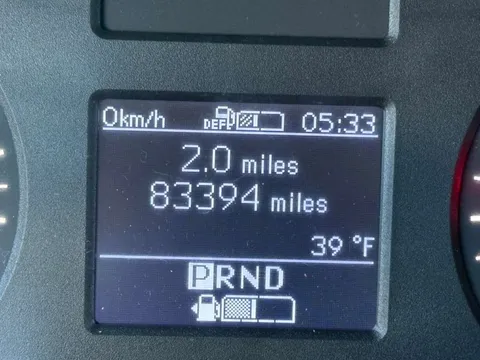 0km/h DEF 05:33
2.0 miles
83394 miles
39 °F
PRND